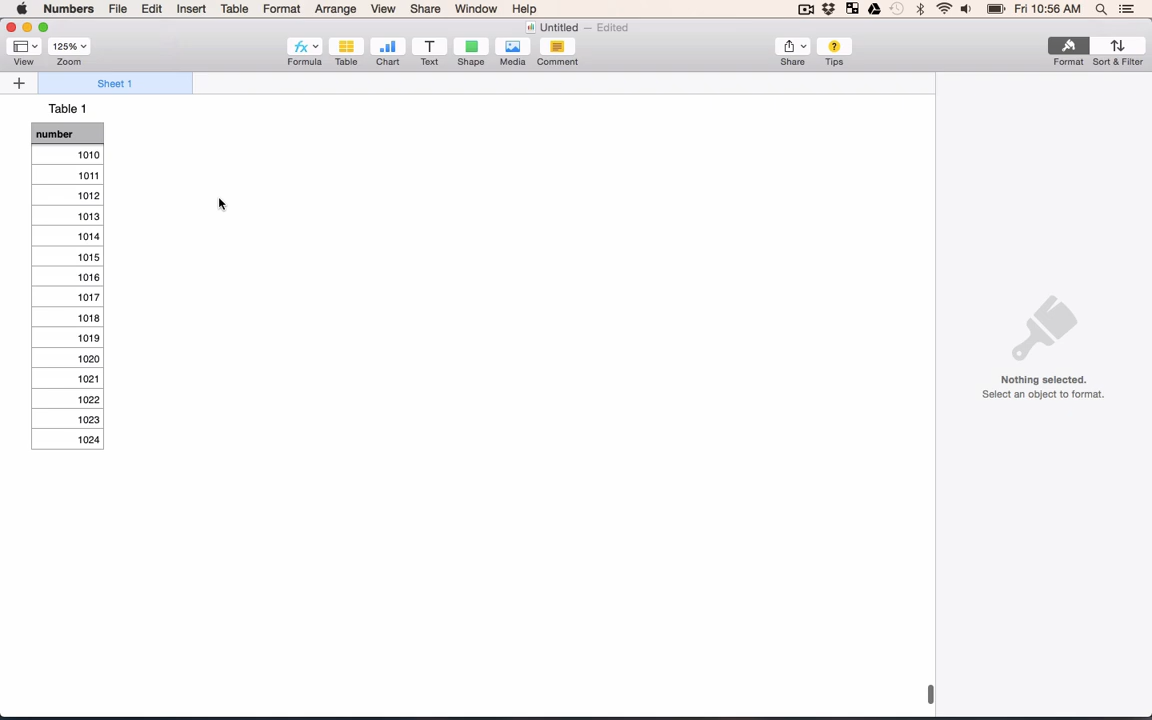 Numbers File Edit Insert Table Format Arrange View Share Window Help Fri 10:56 AM
Untitled — Edited
125%
View Zoom Formula Table Chart Text Shape Media Comment Share Tips Format Sort & Filter
Sheet 1
Table 1
number
1010
1011
1012
1013
1014
1015
1016
1017
1018
1019
1020
1021
1022
1023
1024
Nothing selected.
Select an object to format.